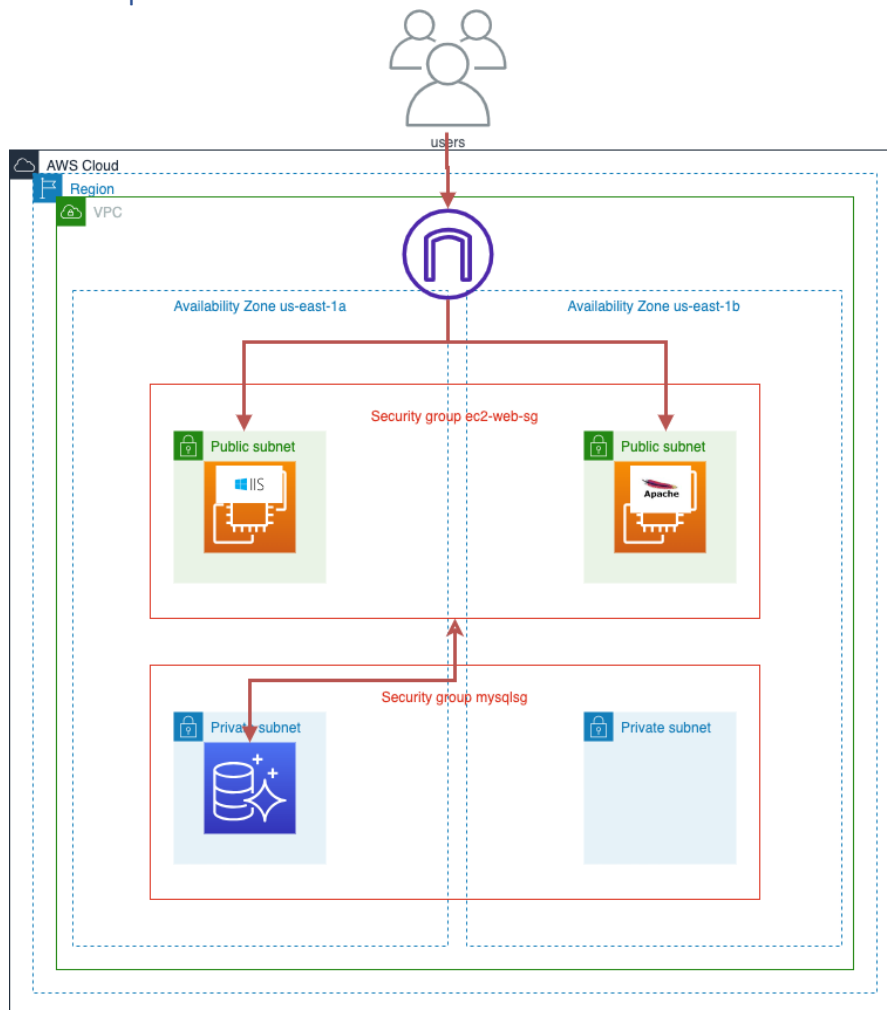 users
AWS Cloud
Region
VPC
Availability Zone us-east-1a
Availability Zone us-east-1b
Security group ec2-web-sg
Public subnet
Public subnet
IIS
Apache
Security group mysqlsg
Private subnet
Private subnet